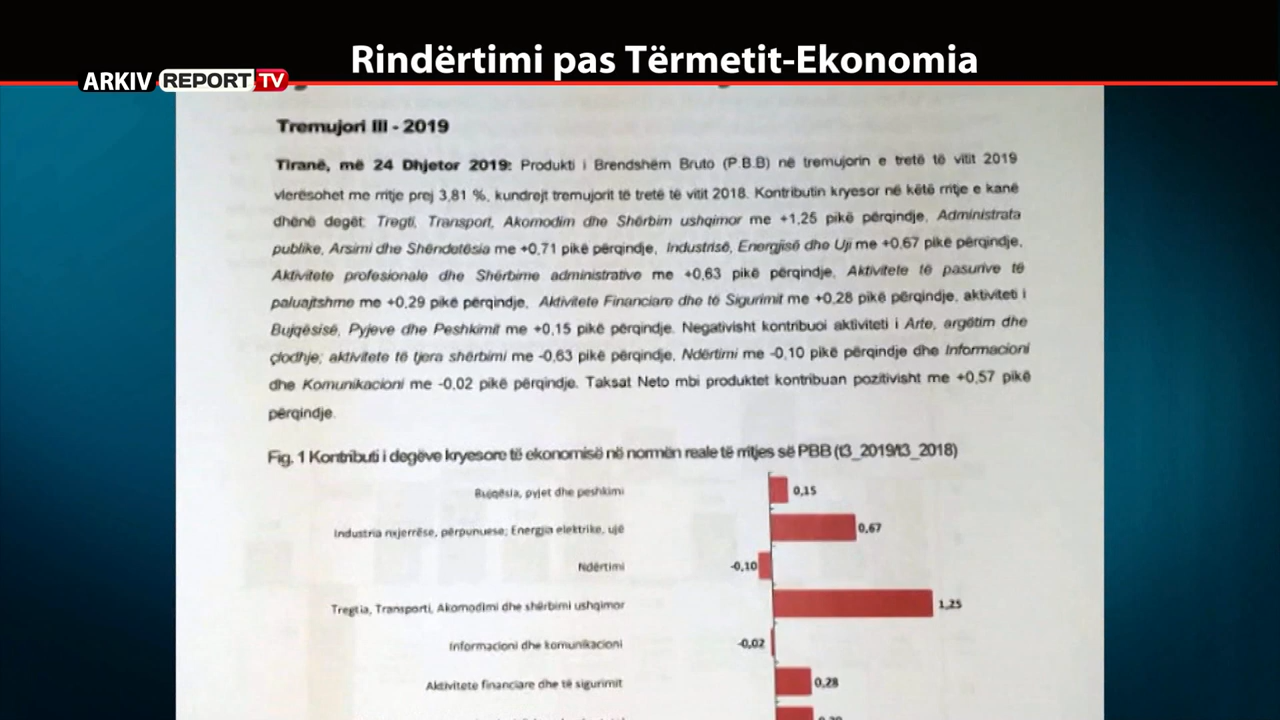 Rindërtimi pas Tërmetit-Ekonomia
ARKIV REPORT TV
Tremujori III - 2019
Tiranë, më 24 Dhjetor 2019: Produkti i Brendshëm Bruto (P.B.B) në tremujorin e tretë të vitit 2019
vlerësohet me rritje prej 3,81 %, kundrejt tremujorit të tretë të vitit 2018. Kontributin kryesor në këtë rritje e kanë
dhënë degët: Tregti, Transport, Akomodim dhe Shërbim ushqimor me +1,25 pikë përqindje, Administrata
publike, Arsimi dhe Shëndetësia me +0,71 pikë përqindje, Industrisë, Energjisë dhe Uji me +0,67 pikë përqindje,
Aktivitete profesionale dhe Shërbime administrative me +0,63 pikë përqindje, Aktivitete të pasurive të
paluajtshme me +0,29 pikë përqindje, Aktivitete Financiare dhe të Sigurimit me +0,28 pikë përqindje, aktiviteti i
Bujqësisë, Pyjeve dhe Peshkimit me +0,15 pikë përqindje. Negativisht kontribuoi aktiviteti i Arte, argëtim dhe
çlodhje; aktivitete të tjera shërbimi me -0,63 pikë përqindje, Ndërtimi me -0,10 pikë përqindje dhe Informacioni
dhe Komunikacioni me -0,02 pikë përqindje. Taksat Neto mbi produktet kontribuan pozitivisht me +0,57 pikë
përqindje.
Fig. 1 Kontributi i degëve kryesore të ekonomisë në normën reale të rritjes së PBB (t3_2019/t3_2018)
Bujqësia, pyjet dhe peshkimi 0,15
Industria nxjerrëse, përpunuese; Energjia elektrike, ujë 0,67
Ndërtimi -0,10
Tregtia, Transporti, Akomodimi dhe shërbimi ushqimor 1,25
Informacioni dhe komunikacioni -0,02
Aktivitete financiare dhe të sigurimit 0,28